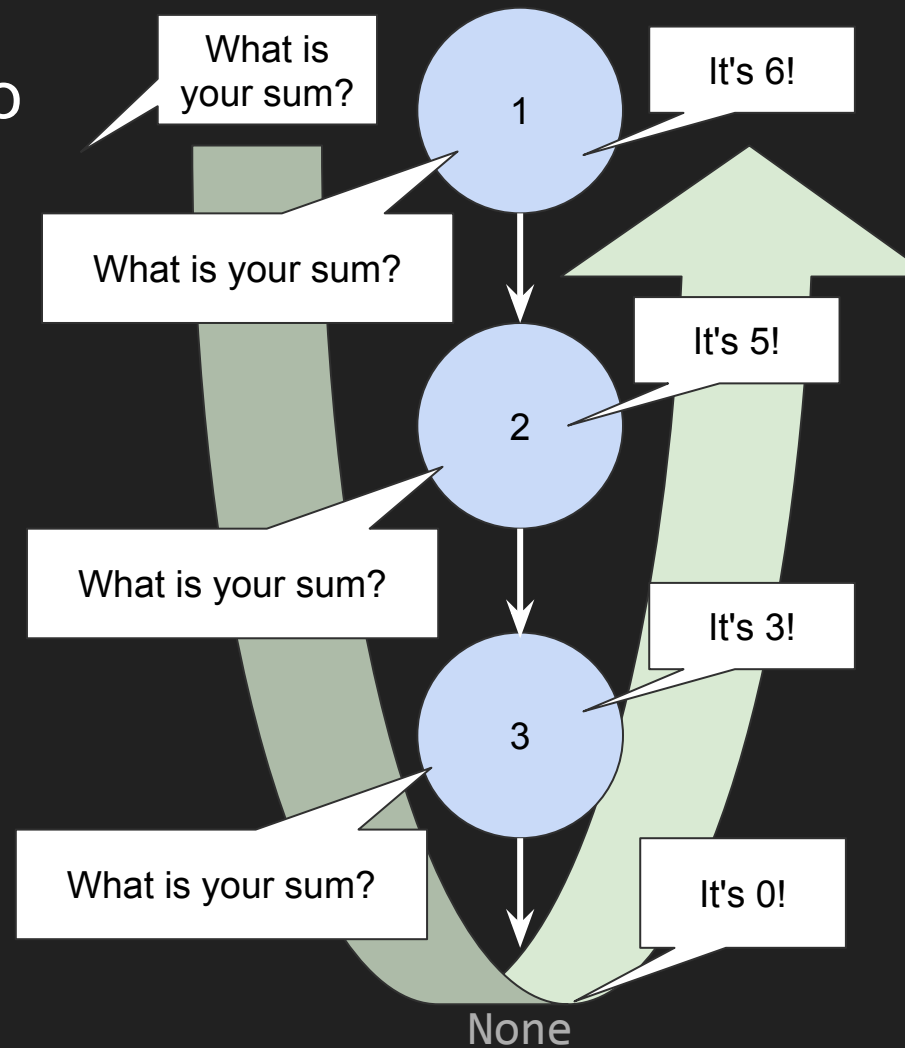 What is
your sum?
1
It's 6!
What is your sum?
2
It's 5!
What is your sum?
3
It's 3!
What is your sum?
It's 0!
None